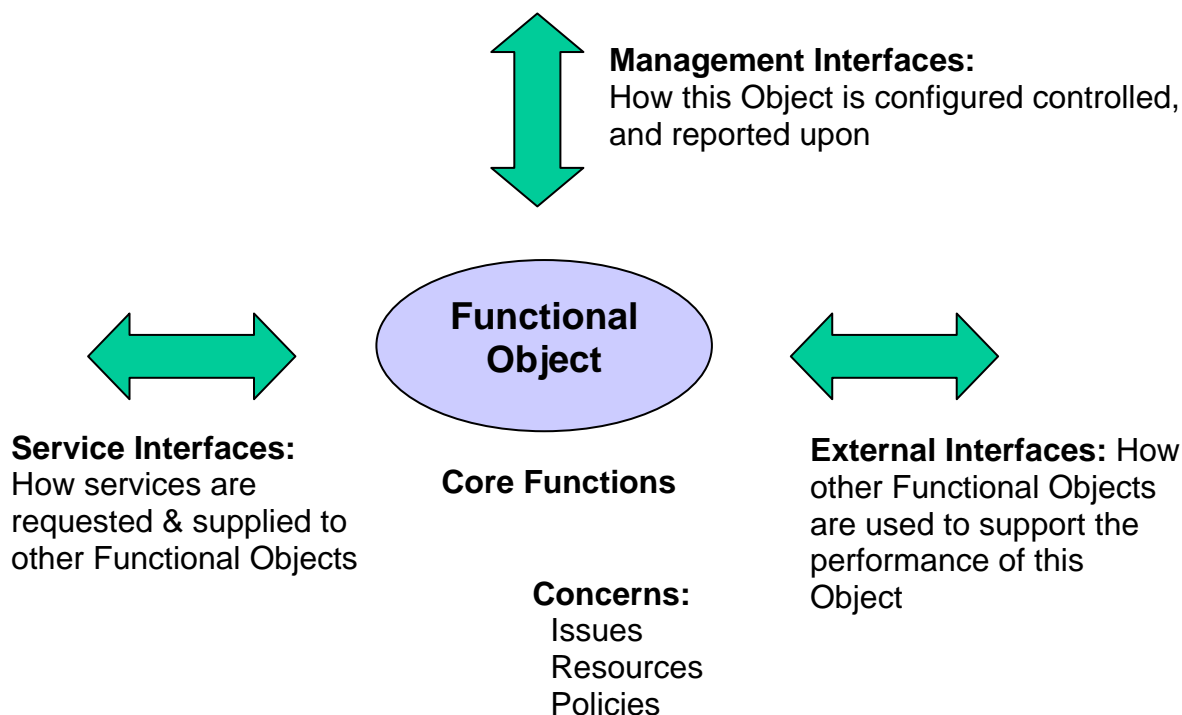 Management Interfaces:
How this Object is configured controlled,
and reported upon
Functional
Object
Service Interfaces:
How services are
requested & supplied to
other Functional Objects
Core Functions
External Interfaces: How
other Functional Objects
are used to support the
performance of this
Object
Concerns:
Issues
Resources
Policies